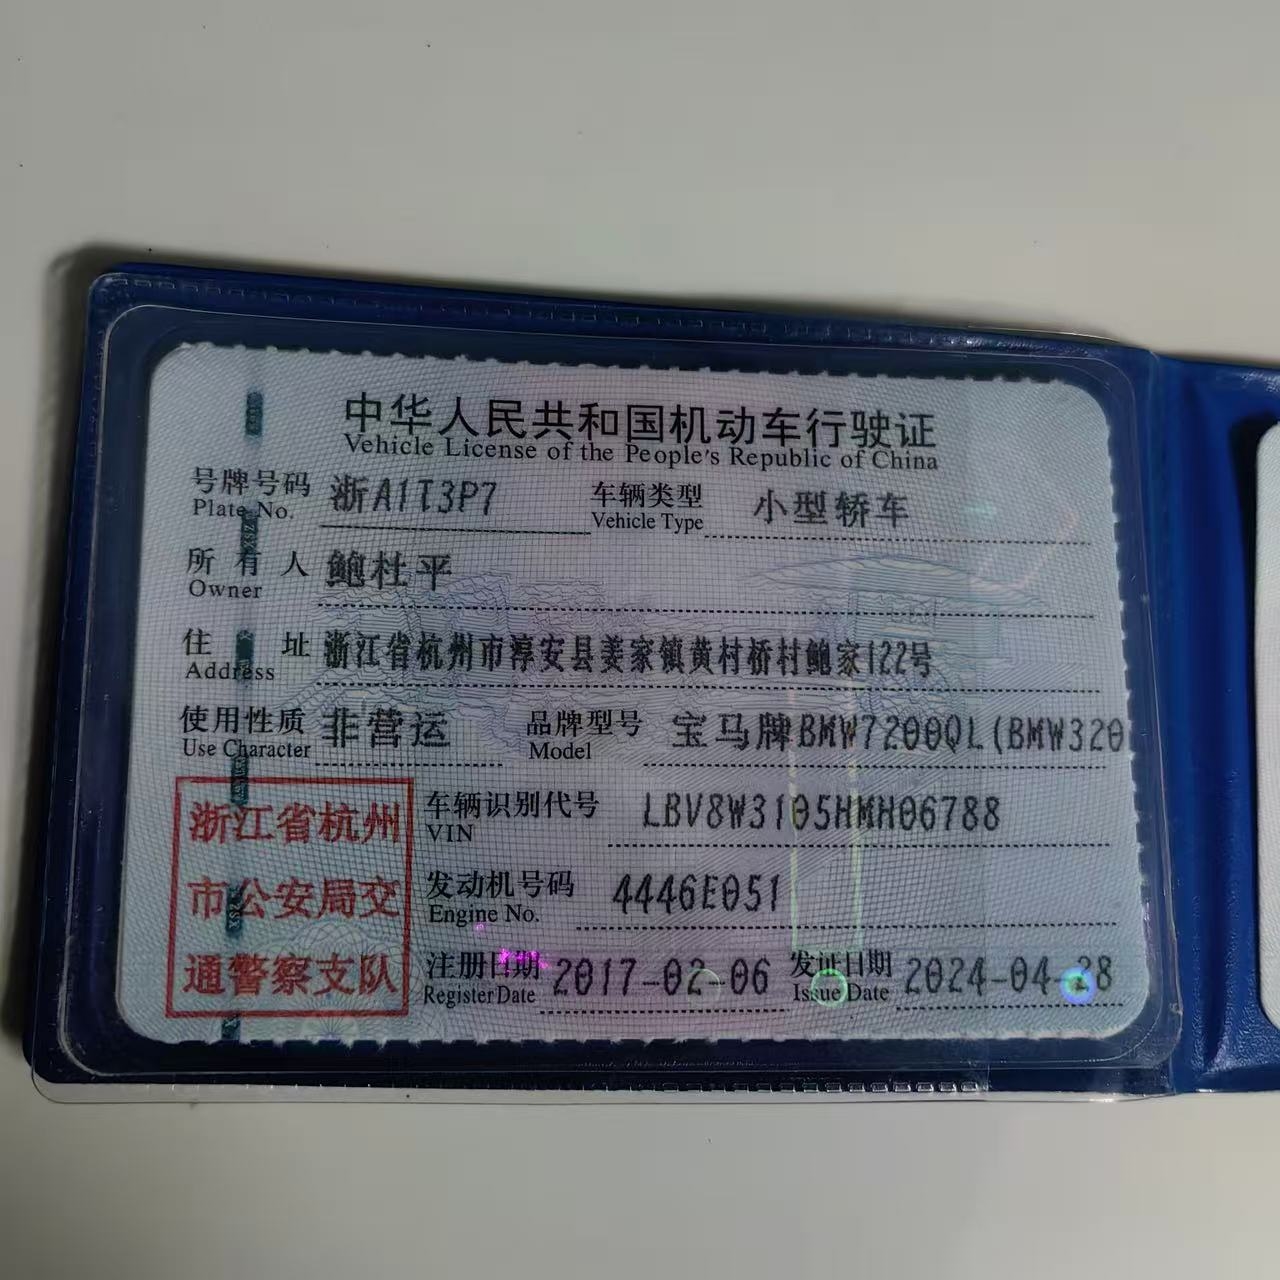 中华人民共和国机动车行驶证
Vehicle License of the People's Republic of China
号牌号码 浙A1T3P7 车辆类型 小型轿车
Plate No. Vehicle Type
所有人 鲍杜平
Owner
住址 浙江省杭州市淳安县姜家镇黄村桥村鲍家122号
Address
使用性质 非营运 品牌型号 宝马牌BMW7200QL(BMW320
Use Character Model
浙江省杭州
市公安局交
通警察支队
车辆识别代号 LBV8W3105HMH06788
VIN
发动机号码 4446E051
Engine No.
注册日期 2017-02-06 发证日期 2024-04-28
Register Date Issue Date